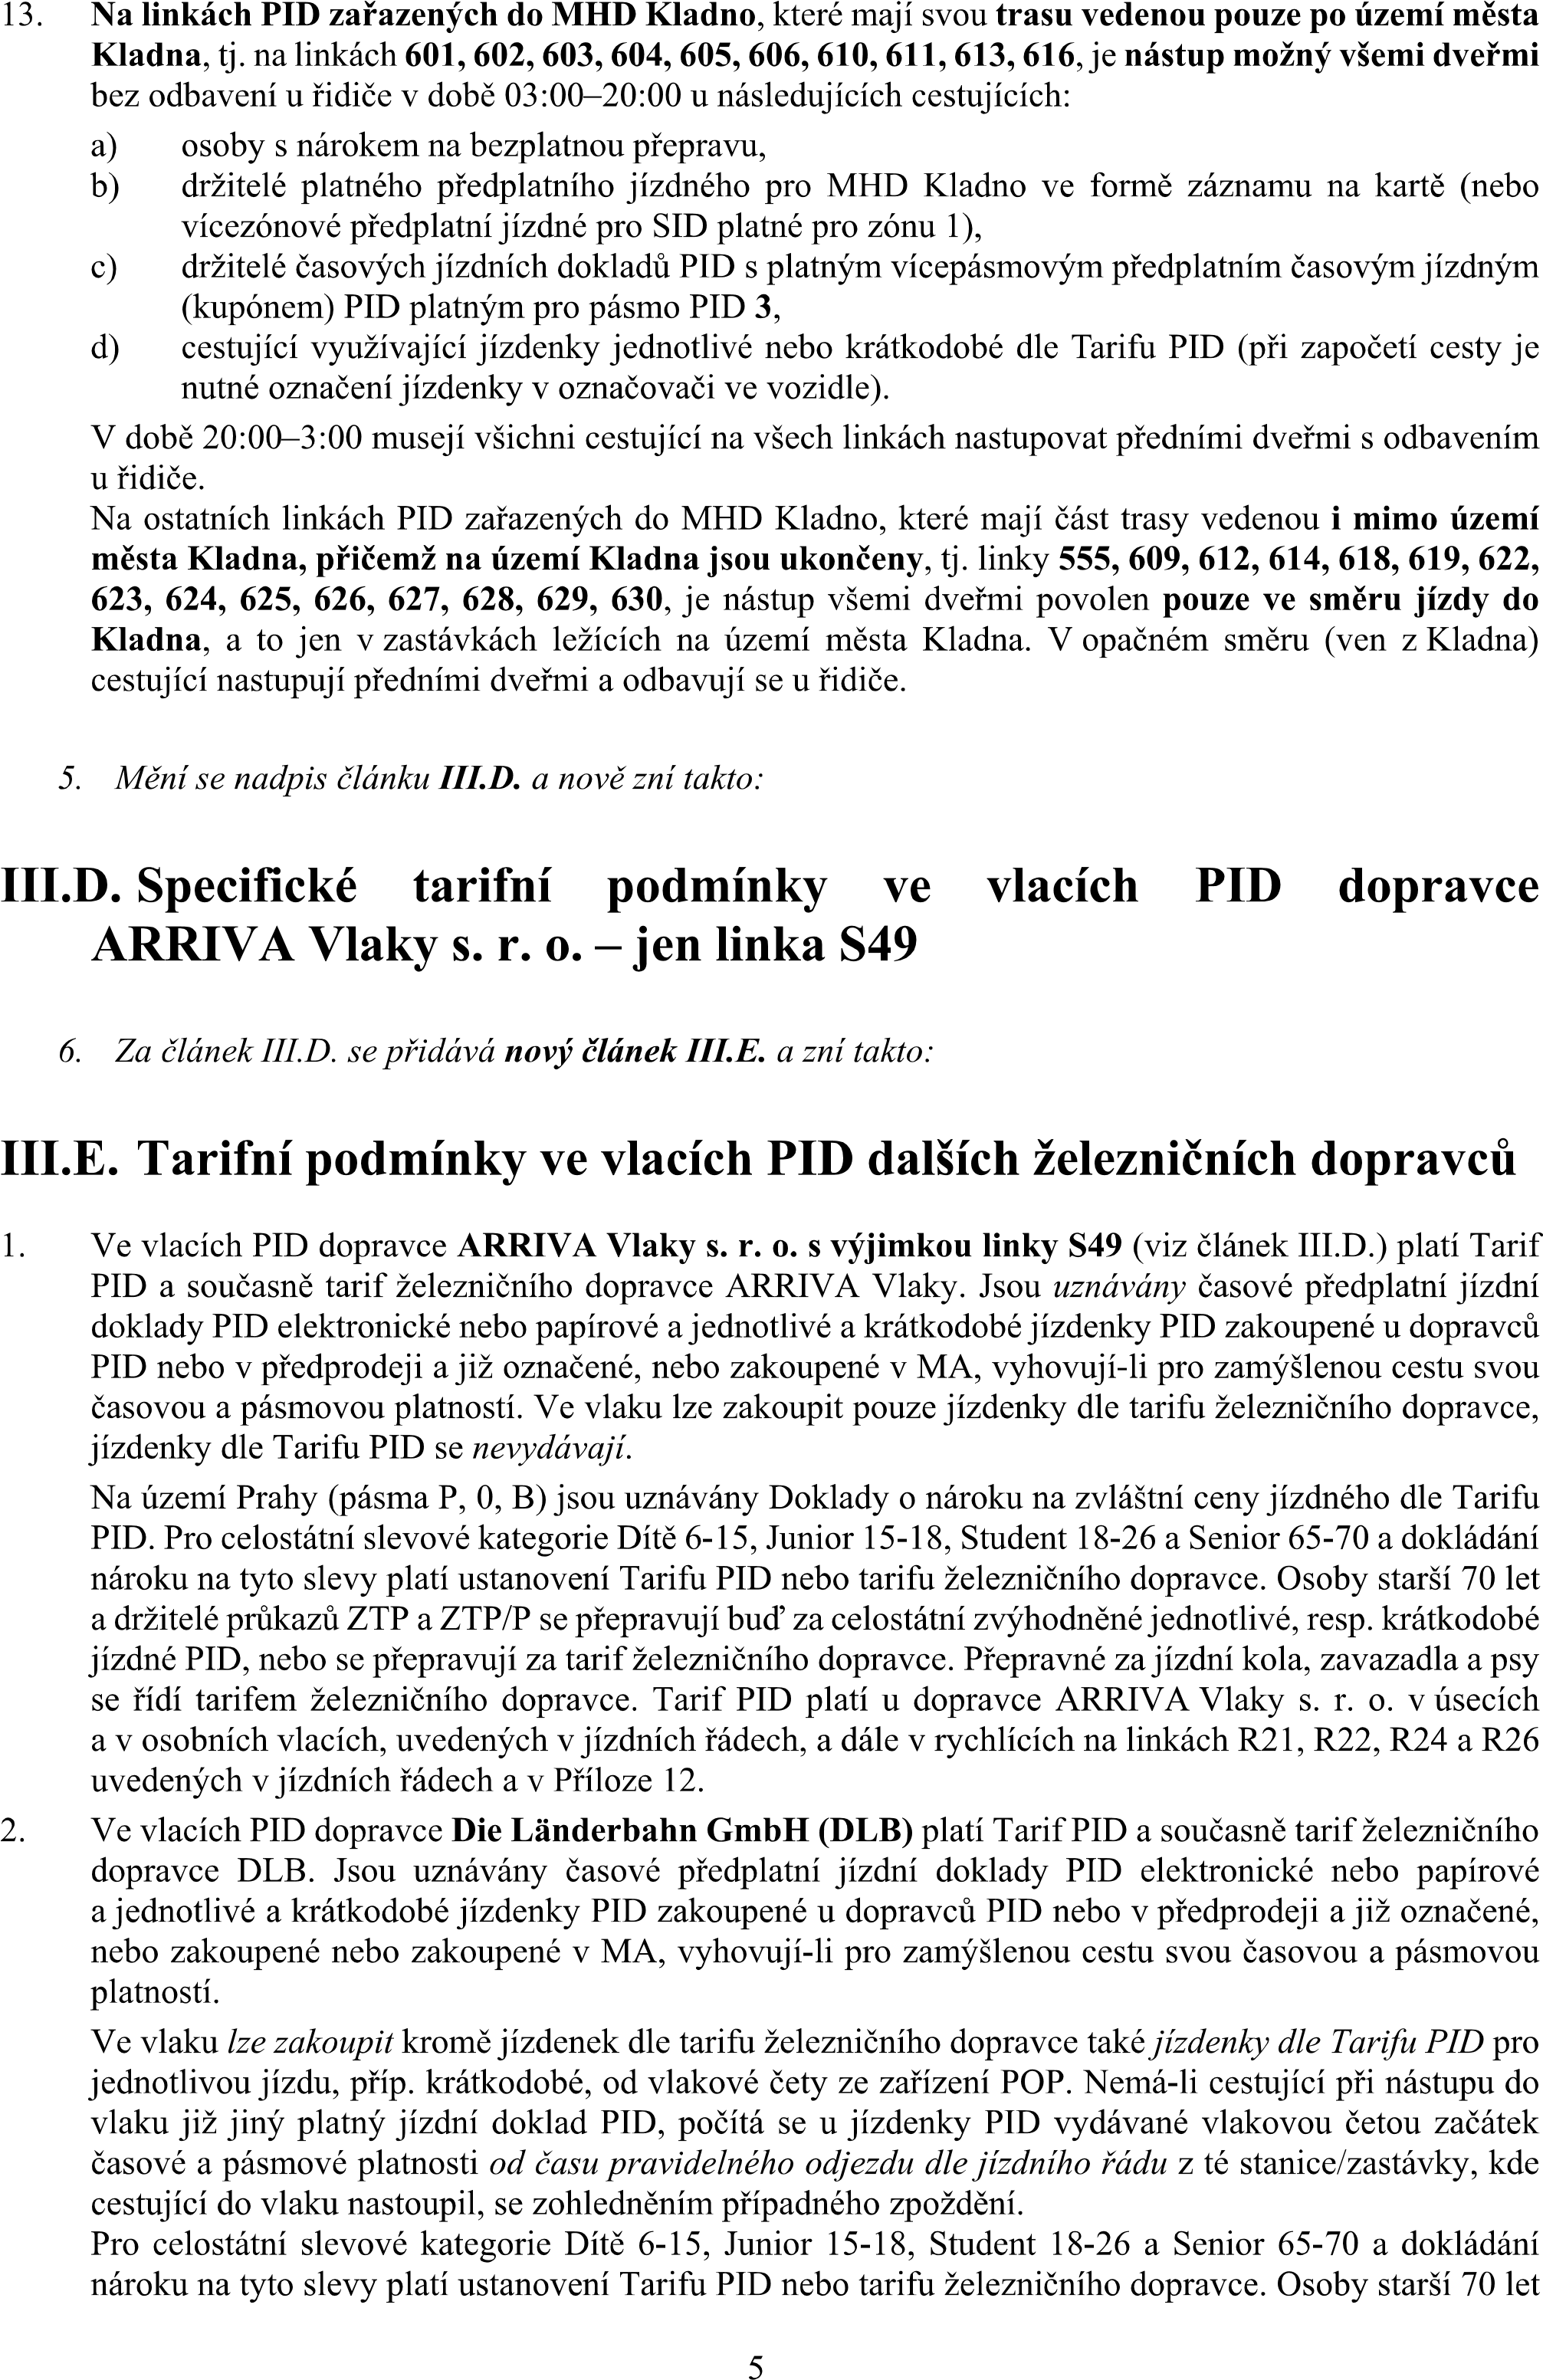 13. Na linkách PID zařazených do MHD Kladno, které mají svou trasu vedenou pouze po území města
Kladna, tj. na linkách 601, 602, 603, 604, 605, 606, 610, 611, 613, 616, je nástup možný všemi dveřmi
bez odbavení u řidiče v době 03:00–20:00 u následujících cestujících:
a) osoby s nárokem na bezplatnou přepravu,
b) držitelé platného předplatního jízdného pro MHD Kladno ve formě záznamu na kartě (nebo
vícezónové předplatní jízdné pro SID platné pro zónu 1),
c) držitelé časových jízdních dokladů PID s platným vícepásmovým předplatním časovým jízdným
(kupónem) PID platným pro pásmo PID 3,
d) cestující využívající jízdenky jednotlivé nebo krátkodobé dle Tarifu PID (při započetí cesty je
nutné označení jízdenky v označovači ve vozidle).
V době 20:00–3:00 musejí všichni cestující na všech linkách nastupovat předními dveřmi s odbavením
u řidiče.
Na ostatních linkách PID zařazených do MHD Kladno, které mají část trasy vedenou i mimo území
města Kladna, přičemž na území Kladna jsou ukončeny, tj. linky 555, 609, 612, 614, 618, 619, 622,
623, 624, 625, 626, 627, 628, 629, 630, je nástup všemi dveřmi povolen pouze ve směru jízdy do
Kladna, a to jen v zastávkách ležících na území města Kladna. V opačném směru (ven z Kladna)
cestující nastupují předními dveřmi a odbavují se u řidiče.
5. Mění se nadpis článku III.D. a nově zní takto:
III.D. Specifické tarifní podmínky ve vlacích PID dopravce
ARRIVA Vlaky s. r. o. – jen linka S49
6. Za článek III.D. se přidává nový článek III.E. a zní takto:
III.E. Tarifní podmínky ve vlacích PID dalších železničních dopravců
1. Ve vlacích PID dopravce ARRIVA Vlaky s. r. o. s výjimkou linky S49 (viz článek III.D.) platí Tarif
PID a současně tarif železničního dopravce ARRIVA Vlaky. Jsou uznávány časové předplatní jízdní
doklady PID elektronické nebo papírové a jednotlivé a krátkodobé jízdenky PID zakoupené u dopravců
PID nebo v předprodeji a již označené, nebo zakoupené v MA, vyhovují-li pro zamýšlenou cestu svou
časovou a pásmovou platností. Ve vlaku lze zakoupit pouze jízdenky dle tarifu železničního dopravce,
jízdenky dle Tarifu PID se nevydávají.
Na území Prahy (pásma P, 0, B) jsou uznávány Doklady o nároku na zvláštní ceny jízdného dle Tarifu
PID. Pro celostátní slevové kategorie Dítě 6-15, Junior 15-18, Student 18-26 a Senior 65-70 a dokládání
nároku na tyto slevy platí ustanovení Tarifu PID nebo tarifu železničního dopravce. Osoby starší 70 let
a držitelé průkazů ZTP a ZTP/P se přepravují buď za celostátní zvýhodněné jednotlivé, resp. krátkodobé
jízdné PID, nebo se přepravují za tarif železničního dopravce. Přepravné za jízdní kola, zavazadla a psy
se řídí tarifem železničního dopravce. Tarif PID platí u dopravce ARRIVA Vlaky s. r. o. v úsecích
a v osobních vlacích, uvedených v jízdních řádech, a dále v rychlících na linkách R21, R22, R24 a R26
uvedených v jízdních řádech a v Příloze 12.
2. Ve vlacích PID dopravce Die Länderbahn GmbH (DLB) platí Tarif PID a současně tarif železničního
dopravce DLB. Jsou uznávány časové předplatní jízdní doklady PID elektronické nebo papírové
a jednotlivé a krátkodobé jízdenky PID zakoupené u dopravců PID nebo v předprodeji a již označené,
nebo zakoupené nebo zakoupené v MA, vyhovují-li pro zamýšlenou cestu svou časovou a pásmovou
platností.
Ve vlaku lze zakoupit kromě jízdenek dle tarifu železničního dopravce také jízdenky dle Tarifu PID pro
jednotlivou jízdu, příp. krátkodobé, od vlakové čety ze zařízení POP. Nemá-li cestující při nástupu do
vlaku již jiný platný jízdní doklad PID, počítá se u jízdenky PID vydávané vlakovou četou začátek
časové a pásmové platnosti od času pravidelného odjezdu dle jízdního řádu z té stanice/zastávky, kde
cestující do vlaku nastoupil, se zohledněním případného zpoždění.
Pro celostátní slevové kategorie Dítě 6-15, Junior 15-18, Student 18-26 a Senior 65-70 a dokládání
nároku na tyto slevy platí ustanovení Tarifu PID nebo tarifu železničního dopravce. Osoby starší 70 let
5